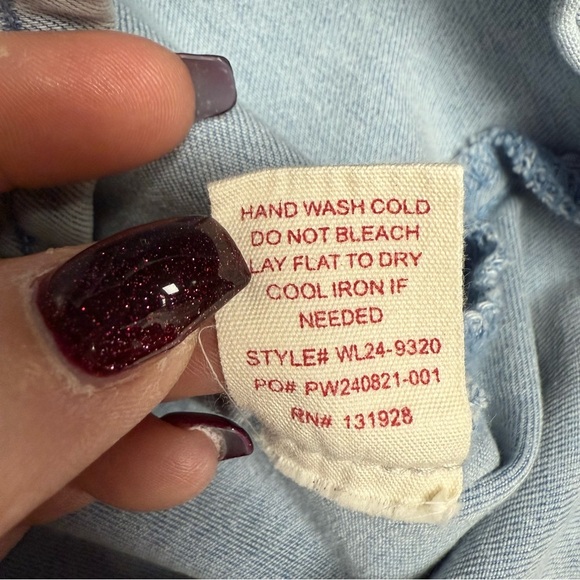 HAND WASH COLD
DO NOT BLEACH
LAY FLAT TO DRY
COOL IRON IF
NEEDED
STYLE# WL24-9320
PO# PW240821-001
RN# 131928